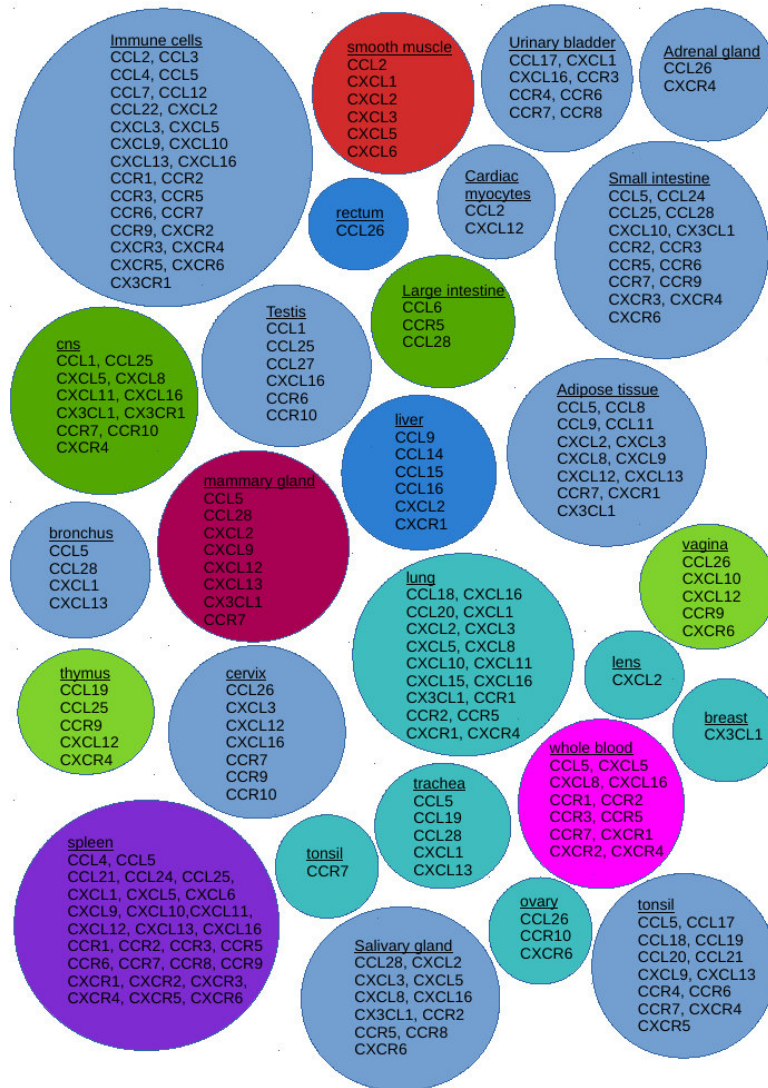 Immune cells
CCL2, CCL3
CCL4, CCL5
CCL7, CCL12
CCL22, CXCL2
CXCL3, CXCL5
CXCL9, CXCL10
CXCL13, CXCL16
CCR1, CCR2
CCR3, CCR5
CCR6, CCR7
CCR9, CXCR2
CXCR3, CXCR4
CXCR5, CXCR6
CX3CR1
smooth muscle
CCL2
CXCL1
CXCL2
CXCL3
CXCL5
CXCL6
Urinary bladder
CCL17, CXCL1
CXCL16, CCR3
CCR4, CCR6
CCR7, CCR8
Adrenal gland
CCL26
CXCR4
rectum
CCL26
Cardiac
myocytes
CCL2
CXCL12
Small intestine
CCL5, CCL24
CCL25, CCL28
CXCL10, CX3CL1
CCR2, CCR3
CCR5, CCR6
CCR7, CCR9
CXCR3, CXCR4
CXCR6
cns
CCL1, CCL25
CXCL5, CXCL8
CXCL11, CXCL16
CX3CL1, CX3CR1
CCR7, CCR10
CXCR4
Testis
CCL1
CCL25
CCL27
CXCL16
CCR6
CCR10
Large intestine
CCL6
CCR5
CCL28
liver
CCL9
CCL14
CCL15
CCL16
CXCL2
CXCR1
Adipose tissue
CCL5, CCL8
CCL9, CCL11
CXCL2, CXCL3
CXCL8, CXCL9
CXCL12, CXCL13
CCR7, CXCR1
CX3CL1
bronchus
CCL5
CCL28
CXCL1
CXCL13
mammary gland
CCL5
CCL28
CXCL2
CXCL9
CXCL12
CXCL13
CX3CL1
CCR7
lung
CCL18, CXCL16
CCL20, CXCL1
CXCL2, CXCL3
CXCL5, CXCL8
CXCL10, CXCL11
CXCL15, CXCL16
CX3CL1, CCR1
CCR2, CCR5
CXCR1, CXCR4
vagina
CCL26
CXCL10
CXCL12
CCR9
CXCR6
thymus
CCL19
CCL25
CCR9
CXCL12
CXCR4
cervix
CCL26
CXCL3
CXCL12
CXCL16
CCR7
CCR9
CCR10
lens
CXCL2
breast
CX3CL1
whole blood
CCL5, CXCL5
CXCL8, CXCL16
CCR1, CCR2
CCR3, CCR5
CCR7, CXCR1
CXCR2, CXCR4
trachea
CCL5
CCL19
CCL28
CXCL1
CXCL13
spleen
CCL4, CCL5
CCL21, CCL24, CCL25,
CXCL1, CXCL5, CXCL6
CXCL9, CXCL10,CXCL11,
CXCL12, CXCL13, CXCL16
CCR1, CCR2, CCR3, CCR5
CCR6, CCR7, CCR8, CCR9
CXCR1, CXCR2, CXCR3,
CXCR4, CXCR5, CXCR6
tonsil
CCR7
ovary
CCL26
CCR10
CXCR6
tonsil
CCL5, CCL17
CCL18, CCL19
CCL20, CCL21
CXCL9, CXCL13
CCR4, CCR6
CCR7, CXCR4
CXCR5
Salivary gland
CCL28, CXCL2
CXCL3, CXCL5
CXCL8, CXCL16
CX3CL1, CCR2
CCR5, CCR8
CXCR6